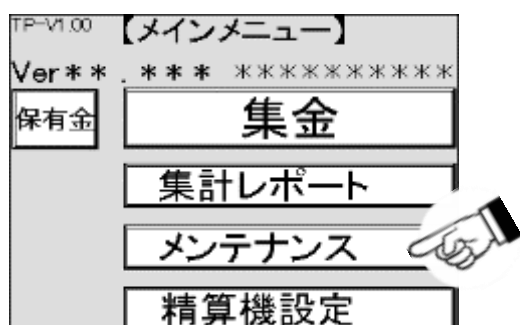 TP-V1.00 【メインメニュー】
Ver**.*** **********
保有金 集金
集計レポート
メンテナンス
精算機設定